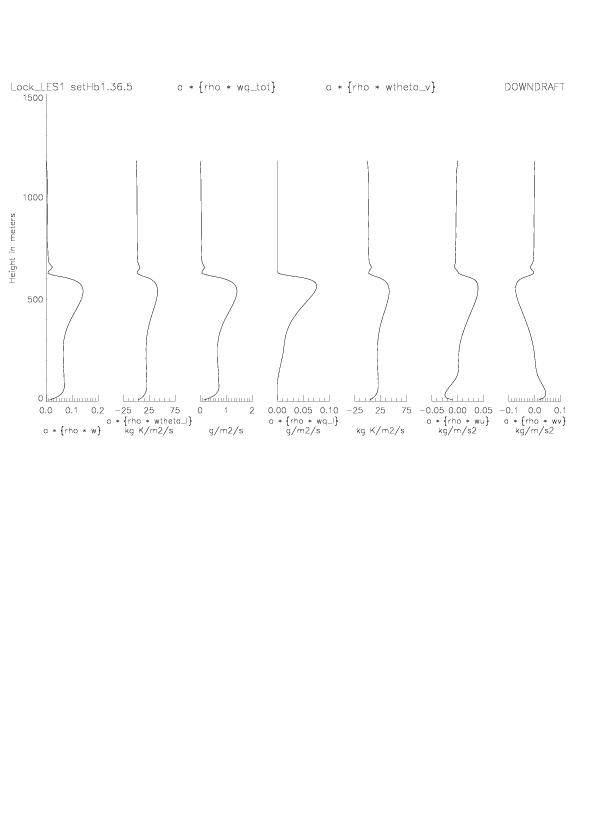 Lock_LES1 setHb1.36.5 a * {rho * wq_tot} a * {rho * wtheta_v} DOWNDRAFT
1500
1000
500
0
Height in meters
0.0 0.1 0.2 -25 25 75 0 1 2 0.00 0.05 0.10 -25 25 75 -0.05 0.00 0.05 -0.1 0.0 0.1
a * {rho * wtheta_l} a * {rho * wq_l} a * {rho * wu} a * {rho * wv}
a * {rho * w} kg K/m2/s g/m2/s g/m2/s kg K/m2/s kg/m/s2 kg/m/s2